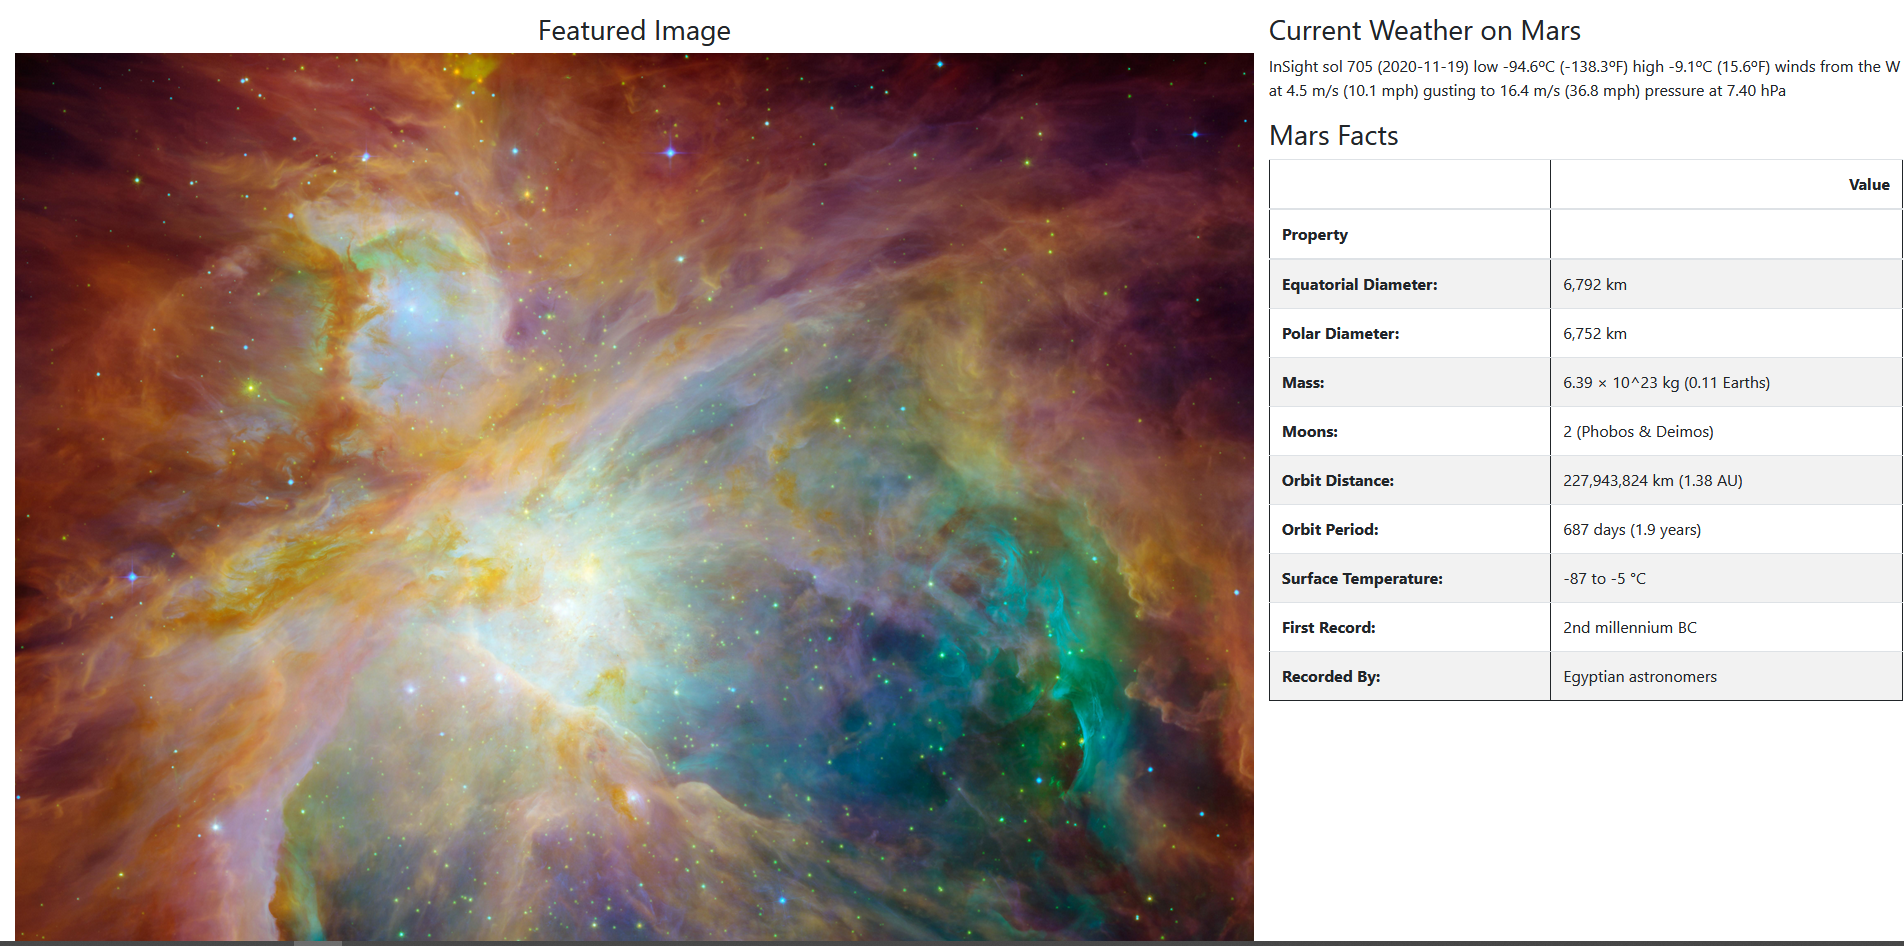 Featured Image
Current Weather on Mars
InSight sol 705 (2020-11-19) low -94.6ºC (-138.3ºF) high -9.1ºC (15.6ºF) winds from the W
at 4.5 m/s (10.1 mph) gusting to 16.4 m/s (36.8 mph) pressure at 7.40 hPa
Mars Facts
Value
Property
Equatorial Diameter: 6,792 km
Polar Diameter: 6,752 km
Mass: 6.39 × 10^23 kg (0.11 Earths)
Moons: 2 (Phobos & Deimos)
Orbit Distance: 227,943,824 km (1.38 AU)
Orbit Period: 687 days (1.9 years)
Surface Temperature: -87 to -5 °C
First Record: 2nd millennium BC
Recorded By: Egyptian astronomers